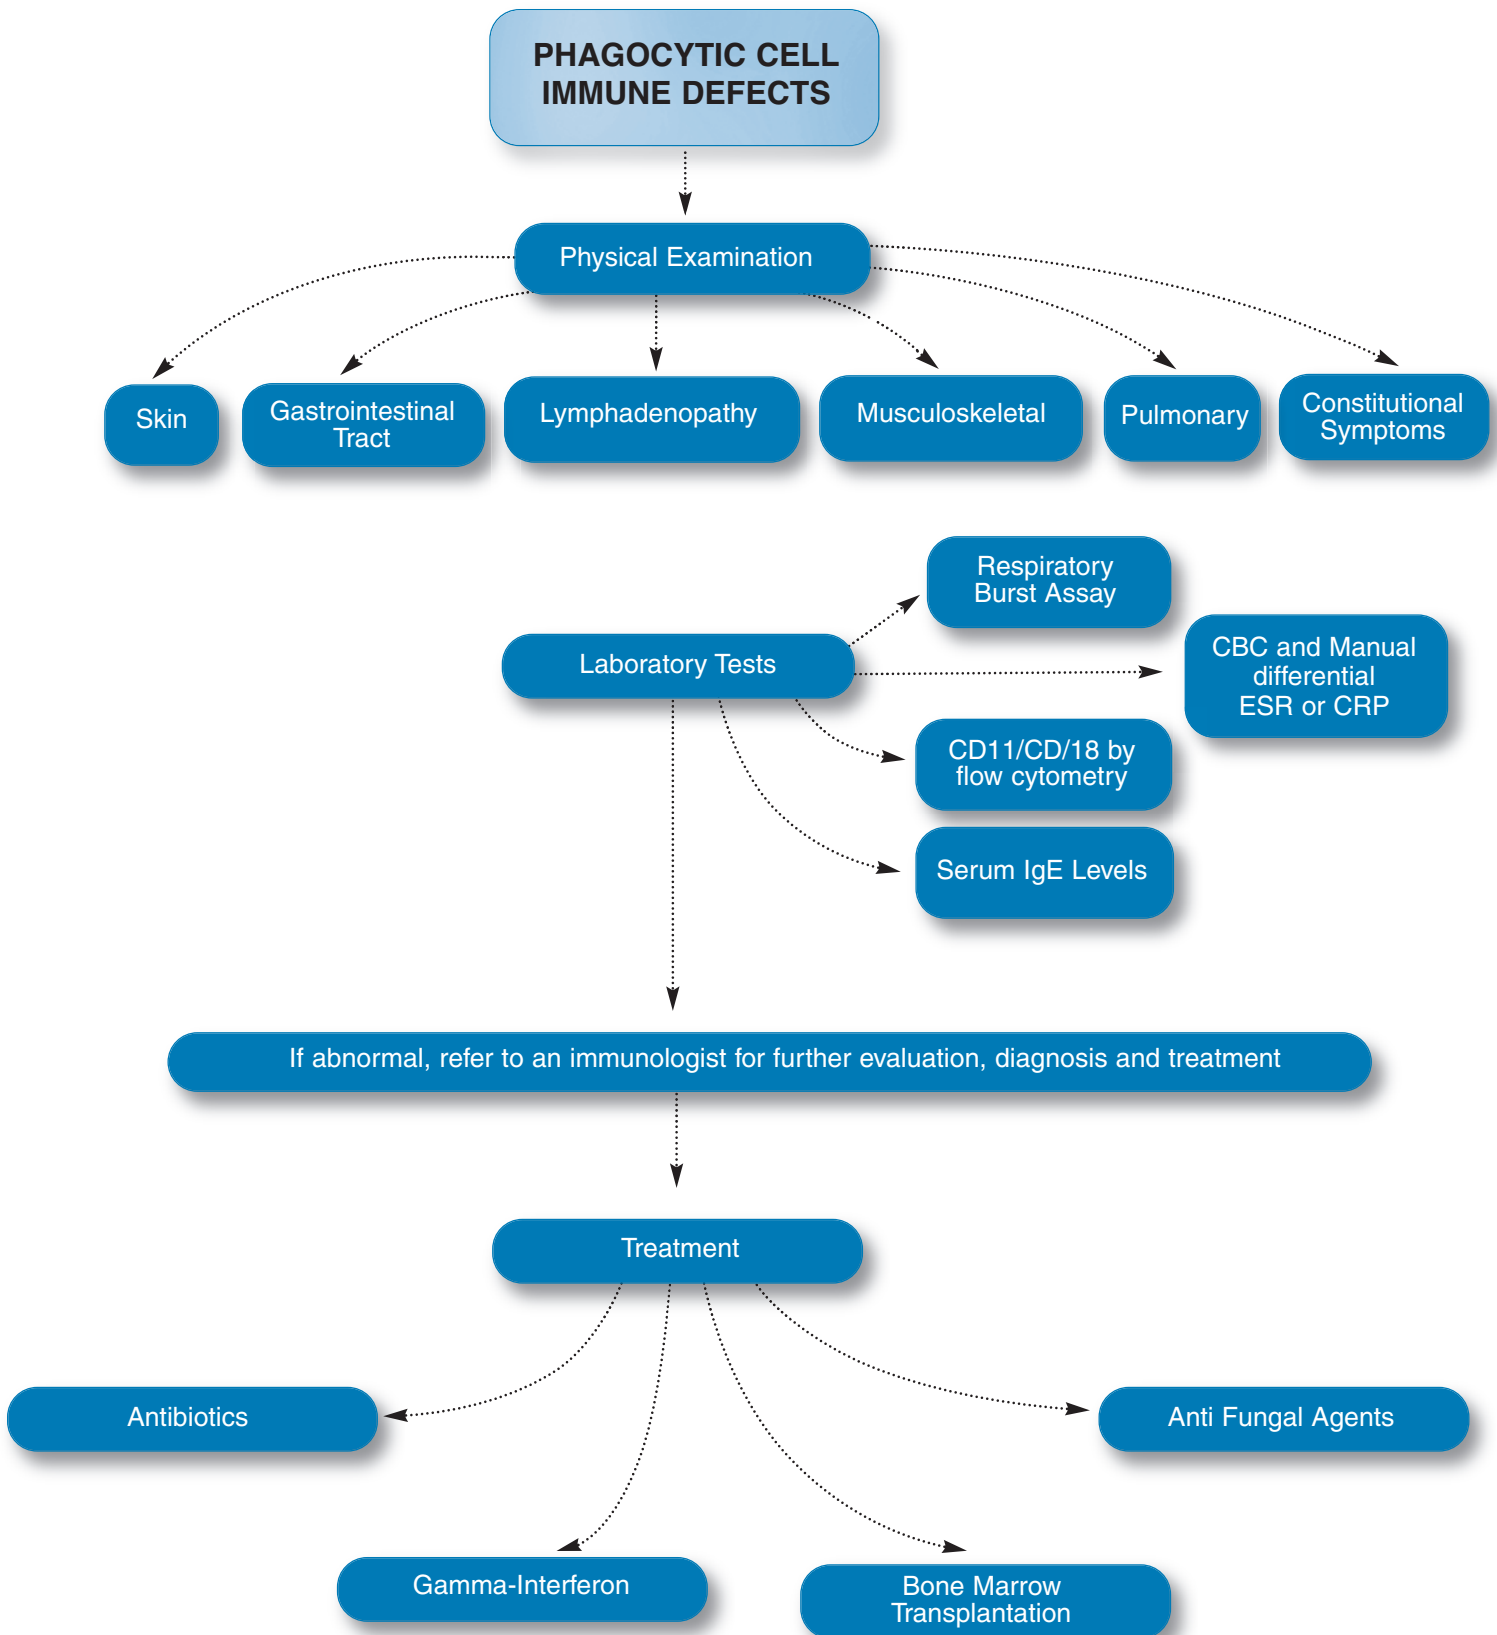 PHAGOCYTIC CELL
IMMUNE DEFECTS
Physical Examination
Skin
Gastrointestinal
Tract
Lymphadenopathy
Musculoskeletal
Pulmonary
Constitutional
Symptoms
Respiratory
Burst Assay
Laboratory Tests
CBC and Manual
differential
ESR or CRP
CD11/CD/18 by
flow cytometry
Serum IgE Levels
If abnormal, refer to an immunologist for further evaluation, diagnosis and treatment
Treatment
Antibiotics
Anti Fungal Agents
Gamma-Interferon
Bone Marrow
Transplantation